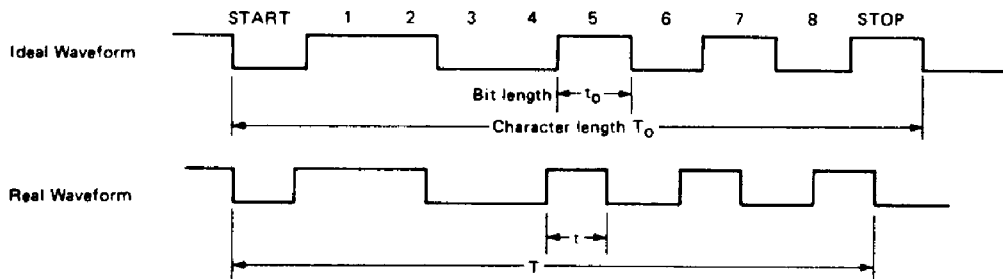 START 1 2 3 4 5 6 7 8 STOP
Ideal Waveform
Bit length t₀
Character length T₀
Real Waveform
t
T